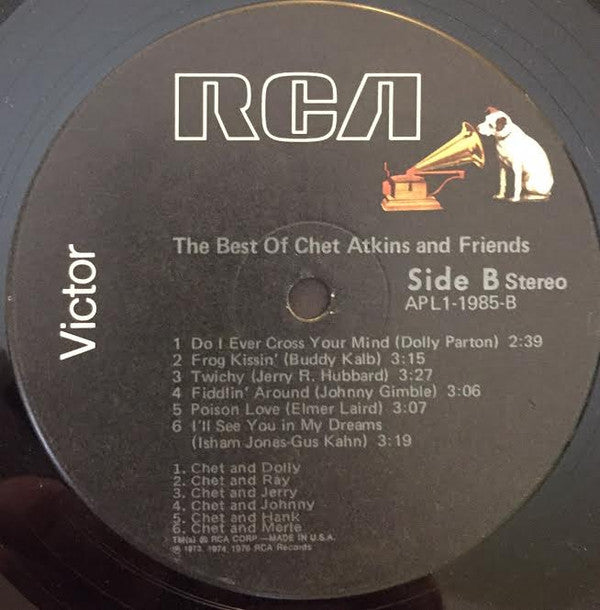 RCA
Victor
The Best Of Chet Atkins and Friends
Side B Stereo
APL1-1985-B
1 Do I Ever Cross Your Mind (Dolly Parton) 2:39
2 Frog Kissin' (Buddy Kalb) 3:15
3 Twichy (Jerry R. Hubbard) 3:27
4 Fiddlin' Around (Johnny Gimble) 3:06
5 Poison Love (Elmer Laird) 3:07
6 I'll See You in My Dreams
(Isham Jones-Gus Kahn) 3:19
1. Chet and Dolly
2. Chet and Ray
3. Chet and Jerry
4. Chet and Johnny
5. Chet and Hank
6. Chet and Merle
TM(s) ® RCA CORP.—MADE IN U.S.A.
℗ 1973, 1974, 1976 RCA Records